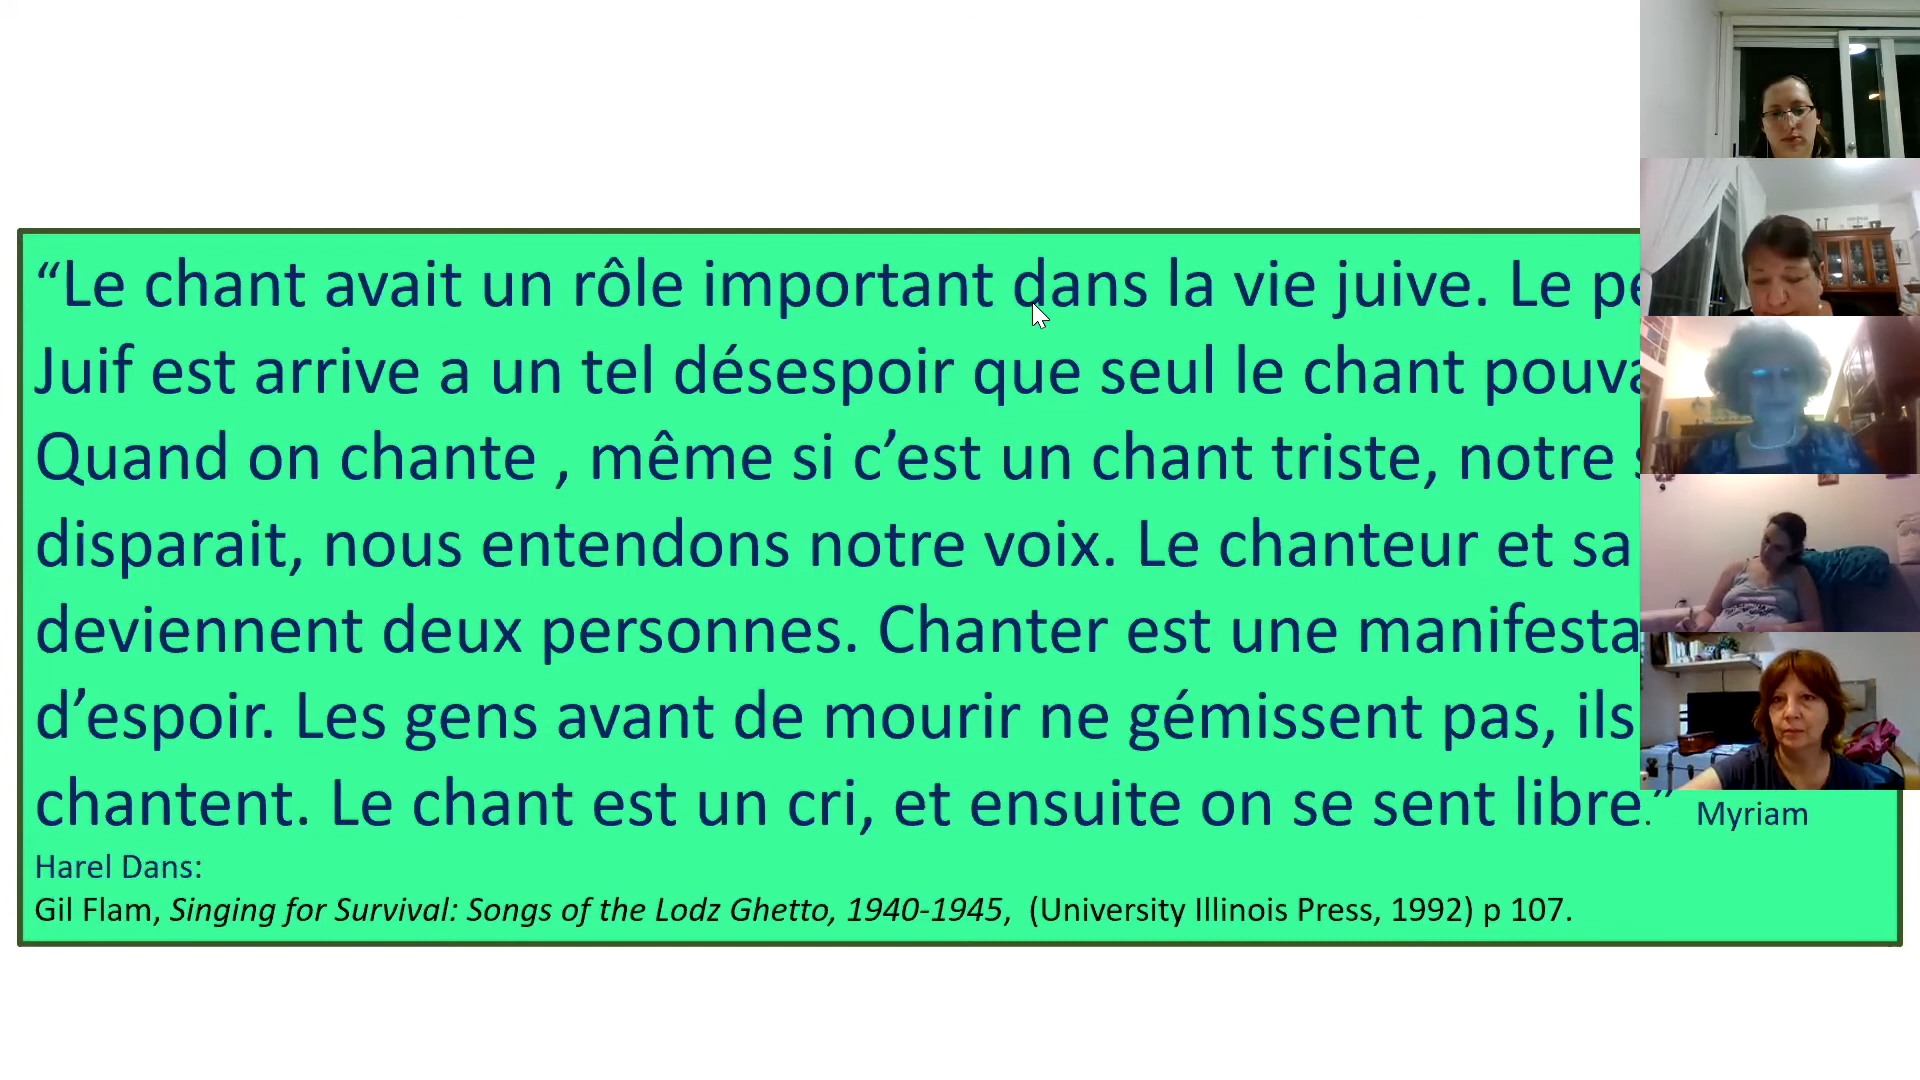 “Le chant avait un rôle important dans la vie juive. Le
Juif est arrive a un tel désespoir que seul le chant
Quand on chante , même si c’est un chant triste, notre
disparait, nous entendons notre voix. Le chanteur et sa
deviennent deux personnes. Chanter est une
d’espoir. Les gens avant de mourir ne gémissent pas, ils
chantent. Le chant est un cri, et ensuite on se sent libre.” Myriam
Harel Dans:
Gil Flam, Singing for Survival: Songs of the Lodz Ghetto, 1940-1945, (University Illinois Press, 1992) p 107.